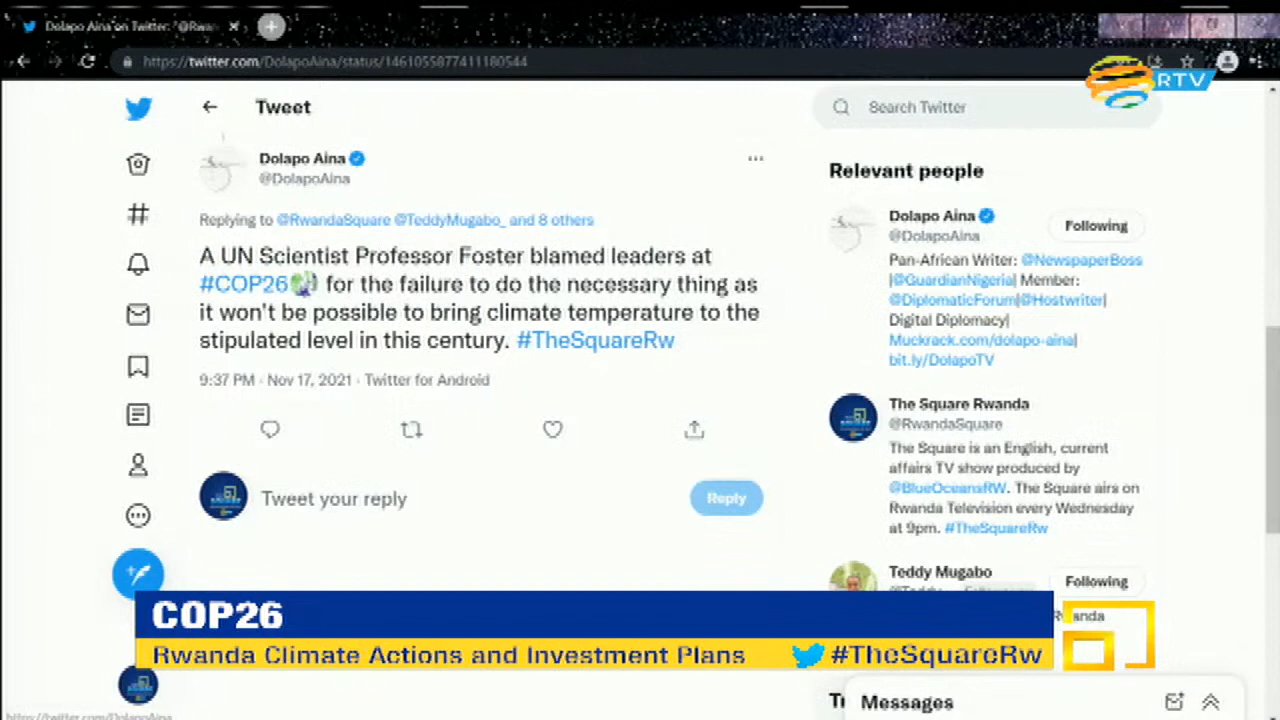 Dolapo Aina on Twitter: "@Rwan
https://twitter.com/DolapoAina/status/1461055877411180544
RTV
Tweet
Search Twitter
Dolapo Aina
@DolapoAina
Replying to @RwandaSquare @TeddyMugabo_ and 8 others
A UN Scientist Professor Foster blamed leaders at
#COP26 for the failure to do the necessary thing as
it won't be possible to bring climate temperature to the
stipulated level in this century. #TheSquareRw
9:37 PM · Nov 17, 2021 · Twitter for Android
Tweet your reply
Reply
Relevant people
Dolapo Aina
@DolapoAina
Following
Pan-African Writer: @NewspaperBoss
|@GuardianNigeria| Member:
@DiplomaticForum|@Hostwriter|
Digital Diplomacy|
Muckrack.com/dolapo-aina|
bit.ly/DolapoTV
The Square Rwanda
@RwandaSquare
The Square is an English, current
affairs TV show produced by
@BlueOceansRW. The Square airs on
Rwanda Television every Wednesday
at 9pm. #TheSquareRw
Teddy Mugabo
Following
COP26
Rwanda Climate Actions and Investment Plans
#TheSquareRw
Messages
https://twitter.com/DolapoAina